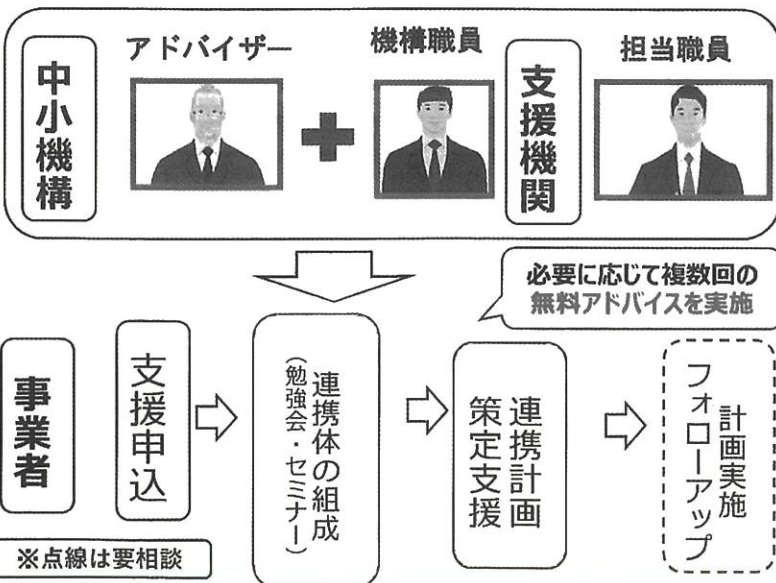 中小機構
アドバイザー
機構職員
支援機関
担当職員
必要に応じて複数回の
無料アドバイスを実施
事業者
支援申込
連携体の組成
（勉強会・セミナー）
連携計画
策定支援
計画実施
フォローアップ
※点線は要相談